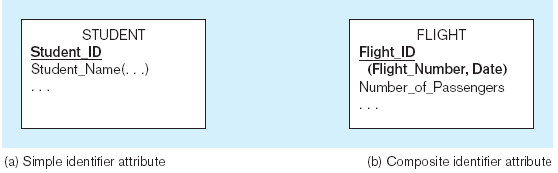 STUDENT
Student_ID
Student_Name(. . .)
. . .
FLIGHT
Flight_ID
(Flight_Number, Date)
Number_of_Passengers
. . .
(a) Simple identifier attribute
(b) Composite identifier attribute